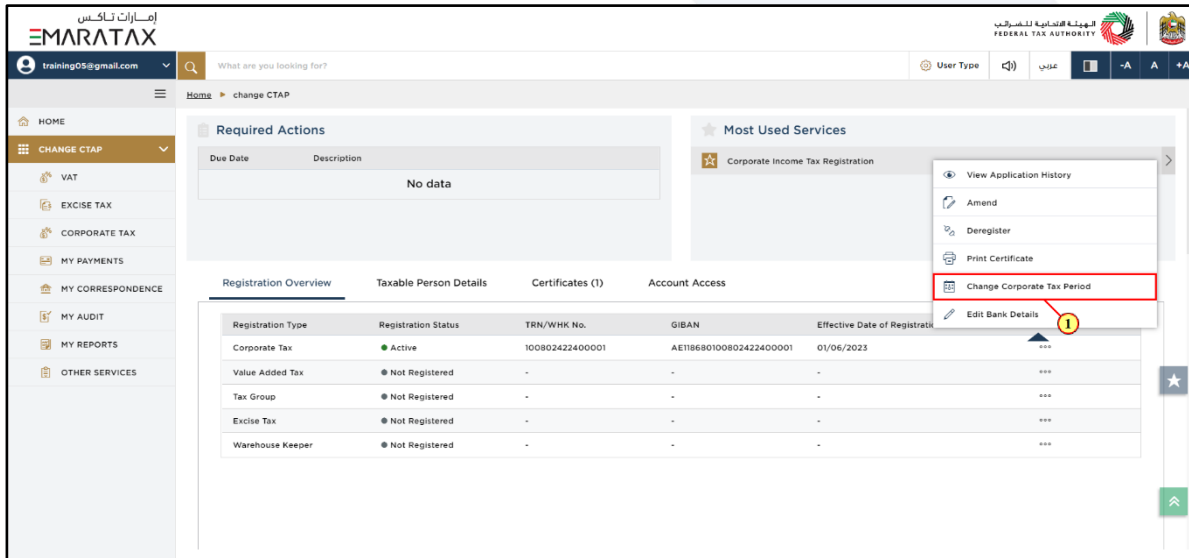 إمـــارات تـاكــس
EMARATAX
الهيئة الاتحادية للضرائب
FEDERAL TAX AUTHORITY
training05@gmail.com
What are you looking for?
User Type
عربي
-A
A
+A
Home ▶ change CTAP
HOME
CHANGE CTAP
VAT
EXCISE TAX
CORPORATE TAX
MY PAYMENTS
MY CORRESPONDENCE
MY AUDIT
MY REPORTS
OTHER SERVICES
Required Actions
Due Date Description
No data
Most Used Services
Corporate Income Tax Registration
View Application History
Amend
Deregister
Print Certificate
Change Corporate Tax Period
Edit Bank Details
1
Registration Overview Taxable Person Details Certificates (1) Account Access
Registration Type Registration Status TRN/WHK No. GIBAN Effective Date of Registratio
Corporate Tax Active 100802422400001 AE118680100802422400001 01/06/2023
Value Added Tax Not Registered - - -
Tax Group Not Registered - - -
Excise Tax Not Registered - - -
Warehouse Keeper Not Registered - - -